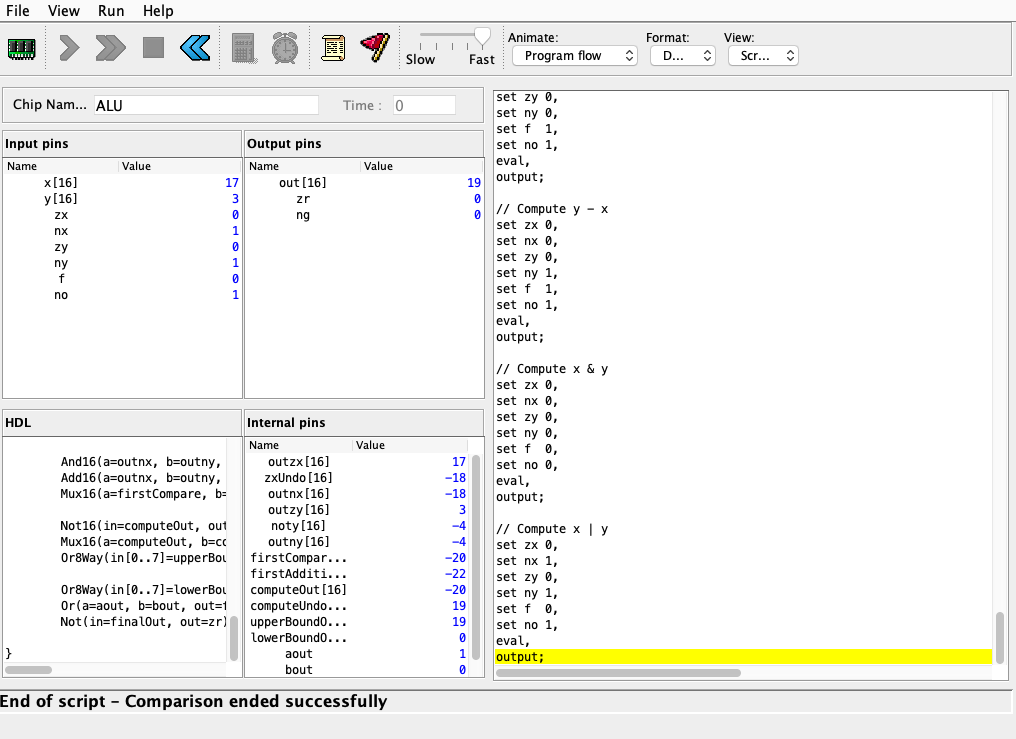 File View Run Help
Animate: Format: View:
Slow Fast Program flow D... Scr...
Chip Nam... ALU Time : 0
Input pins
Name Value
x[16] 17
y[16] 3
zx 0
nx 1
zy 0
ny 1
f 0
no 1
Output pins
Name Value
out[16] 19
zr 0
ng 0
HDL
And16(a=outnx, b=outny,
Add16(a=outnx, b=outny,
Mux16(a=firstCompare, b=
Not16(in=computeOut, out
Mux16(a=computeOut, b=co
Or8Way(in[0..7]=upperBou
Or8Way(in[0..7]=lowerBou
Or(a=aout, b=bout, out=f
Not(in=finalOut, out=zr)
}
Internal pins
Name Value
outzx[16] 17
zxUndo[16] -18
outnx[16] -18
outzy[16] 3
noty[16] -4
outny[16] -4
firstCompar... -20
firstAdditi... -22
computeOut[16] -20
computeUndo... 19
upperBoundO... 19
lowerBoundO... 0
aout 1
bout 0
set zy 0,
set ny 0,
set f  1,
set no 1,
eval,
output;
// Compute y - x
set zx 0,
set nx 0,
set zy 0,
set ny 1,
set f  1,
set no 1,
eval,
output;
// Compute x & y
set zx 0,
set nx 0,
set zy 0,
set ny 0,
set f  0,
set no 0,
eval,
output;
// Compute x | y
set zx 0,
set nx 1,
set zy 0,
set ny 1,
set f  0,
set no 1,
eval,
output;
End of script – Comparison ended successfully